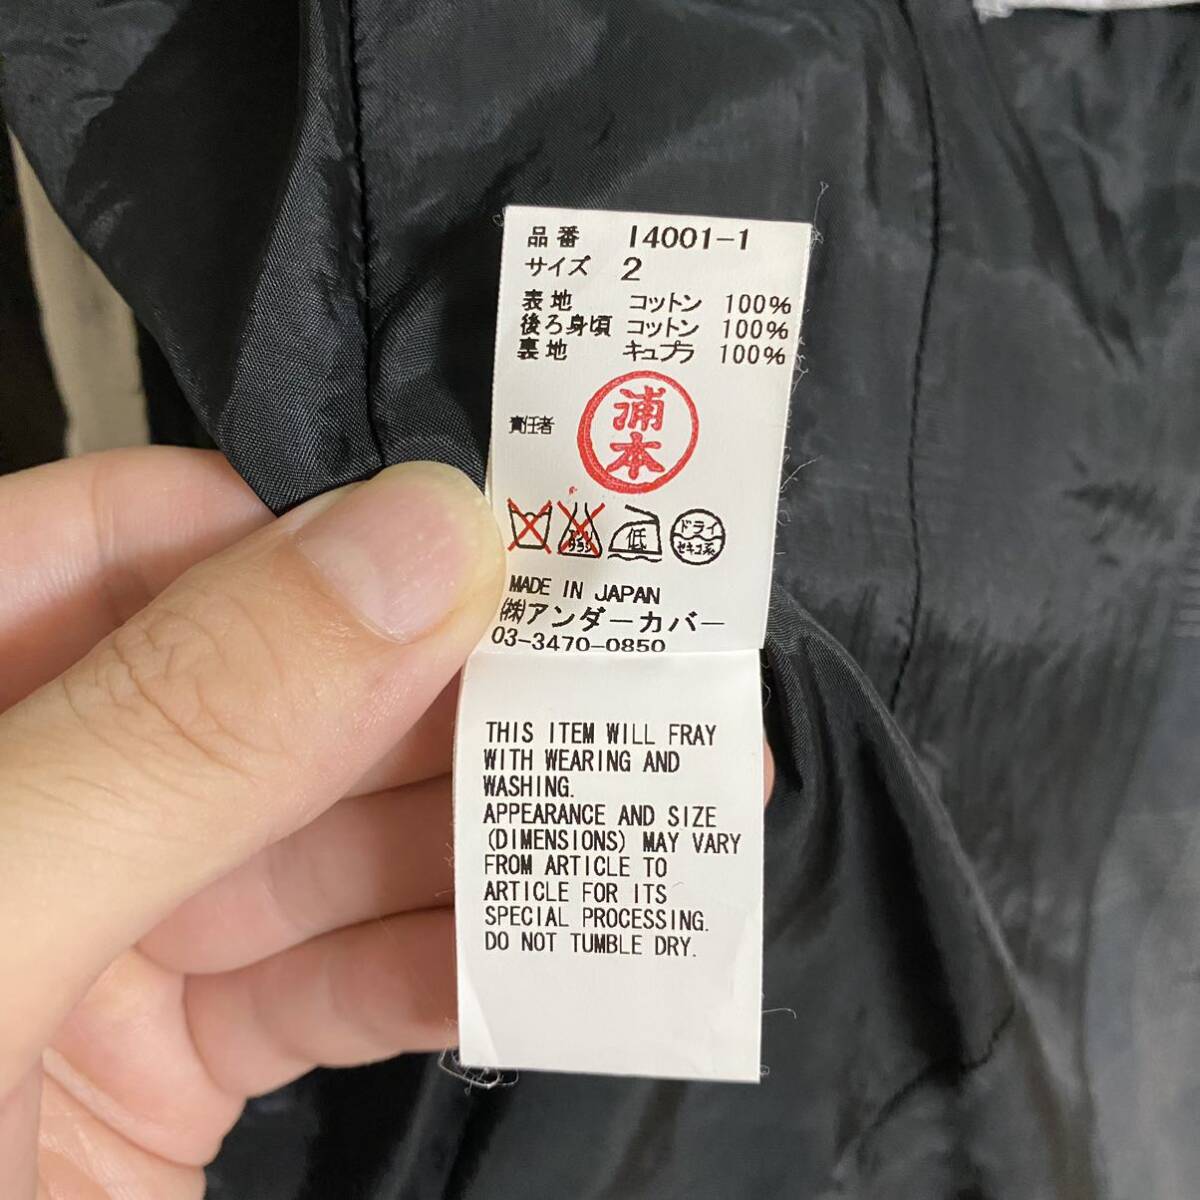 品番 I4001-1
サイズ 2
表地 コットン 100%
後ろ身頃 コットン 100%
裏地 キュプラ 100%
責任者
浦本
低
ドライ
セキユ系
MADE IN JAPAN
㈱アンダーカバー
03-3470-0850
THIS ITEM WILL FRAY
WITH WEARING AND
WASHING.
APPEARANCE AND SIZE
(DIMENSIONS) MAY VARY
FROM ARTICLE TO
ARTICLE FOR ITS
SPECIAL PROCESSING.
DO NOT TUMBLE DRY.